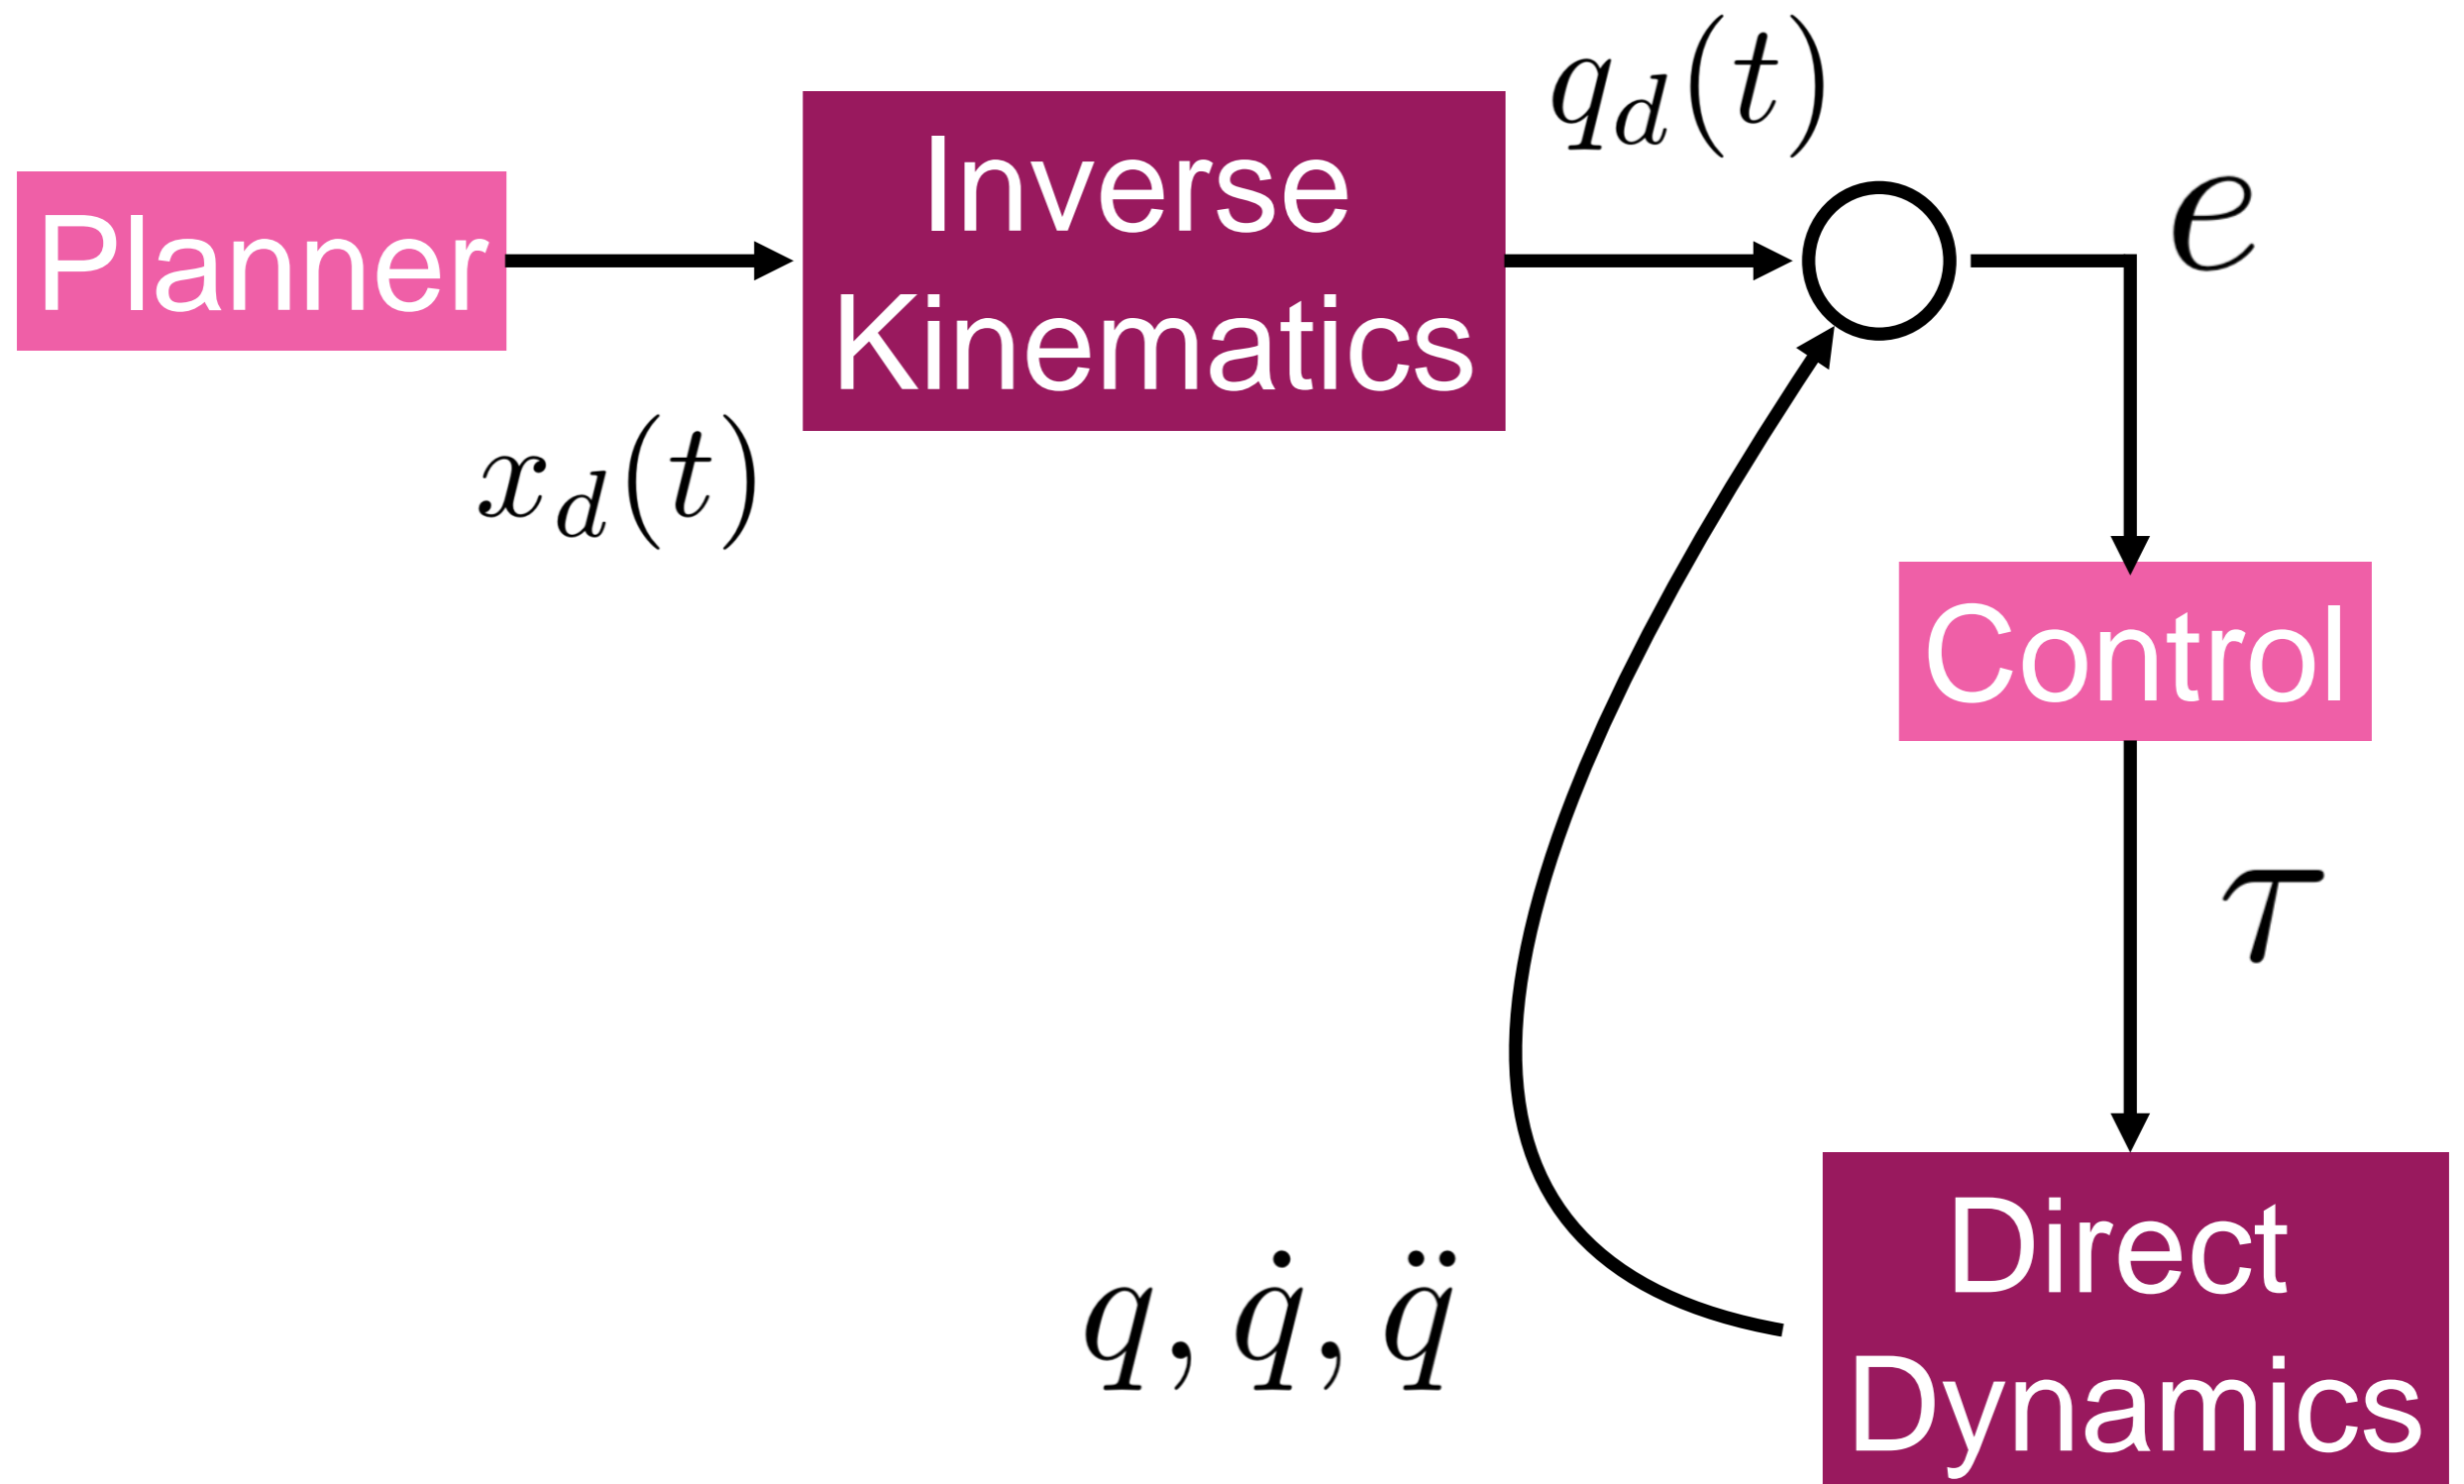 Planner
x_d(t)
Inverse
Kinematics
q_d(t)
e
Control
τ
Direct
Dynamics
q, q̇, q̈